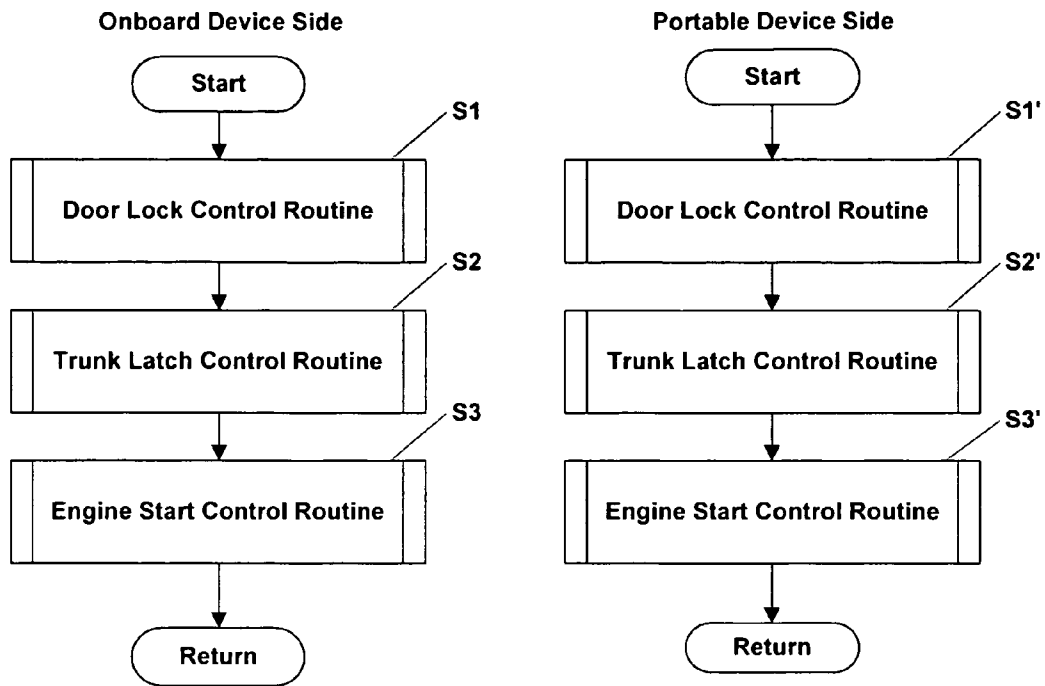 Onboard Device Side
Start
S1
Door Lock Control Routine
S2
Trunk Latch Control Routine
S3
Engine Start Control Routine
Return
Portable Device Side
Start
S1'
Door Lock Control Routine
S2'
Trunk Latch Control Routine
S3'
Engine Start Control Routine
Return